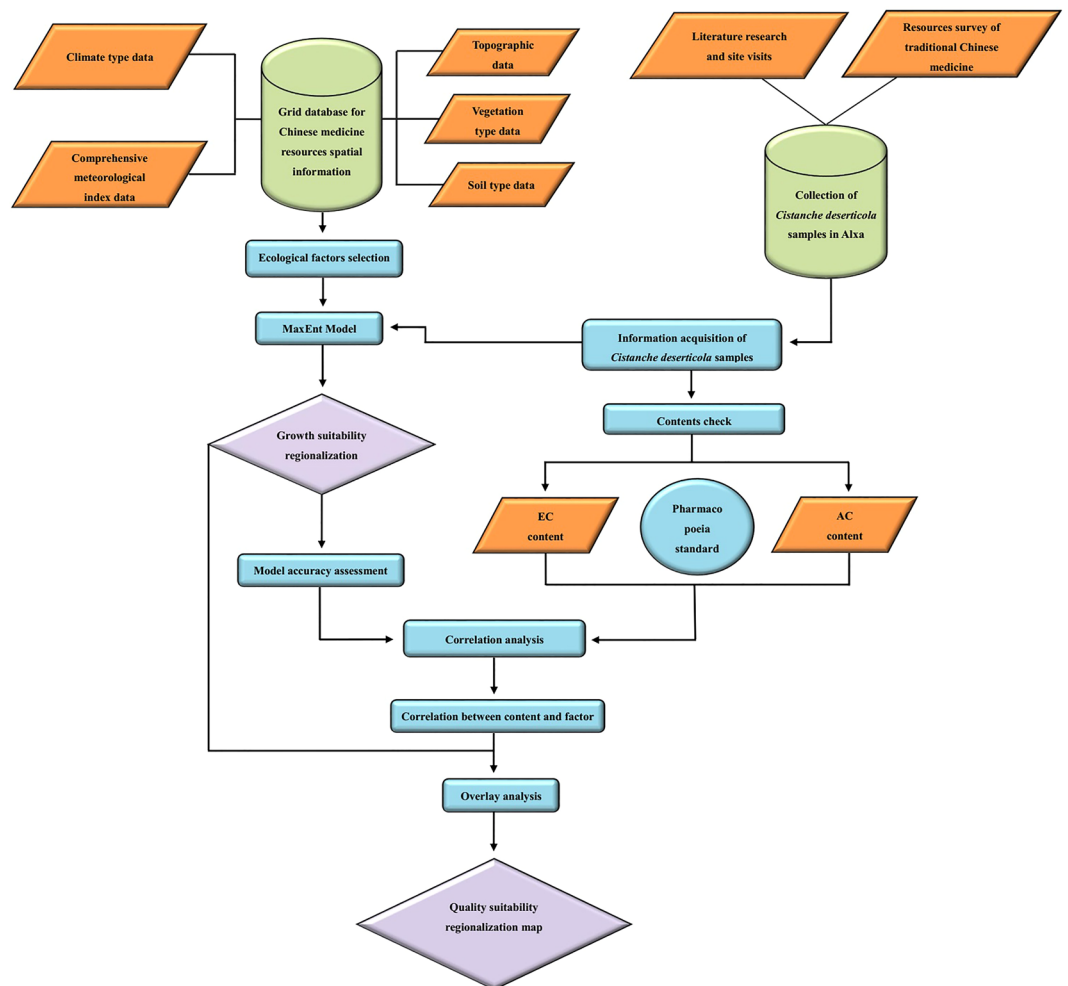 Climate type data
Comprehensive
meteorological
index data
Grid database for
Chinese medicine
resources spatial
information
Topographic
data
Vegetation
type data
Soil type data
Literature research
and site visits
Resources survey of
traditional Chinese
medicine
Collection of
Cistanche deserticola
samples in Alxa
Ecological factors selection
MaxEnt Model
Information acquisition of
Cistanche deserticola samples
Contents check
Growth suitability
regionalization
EC
content
Pharmaco
poeia
standard
AC
content
Model accuracy assessment
Correlation analysis
Correlation between content and factor
Overlay analysis
Quality suitability
regionalization map